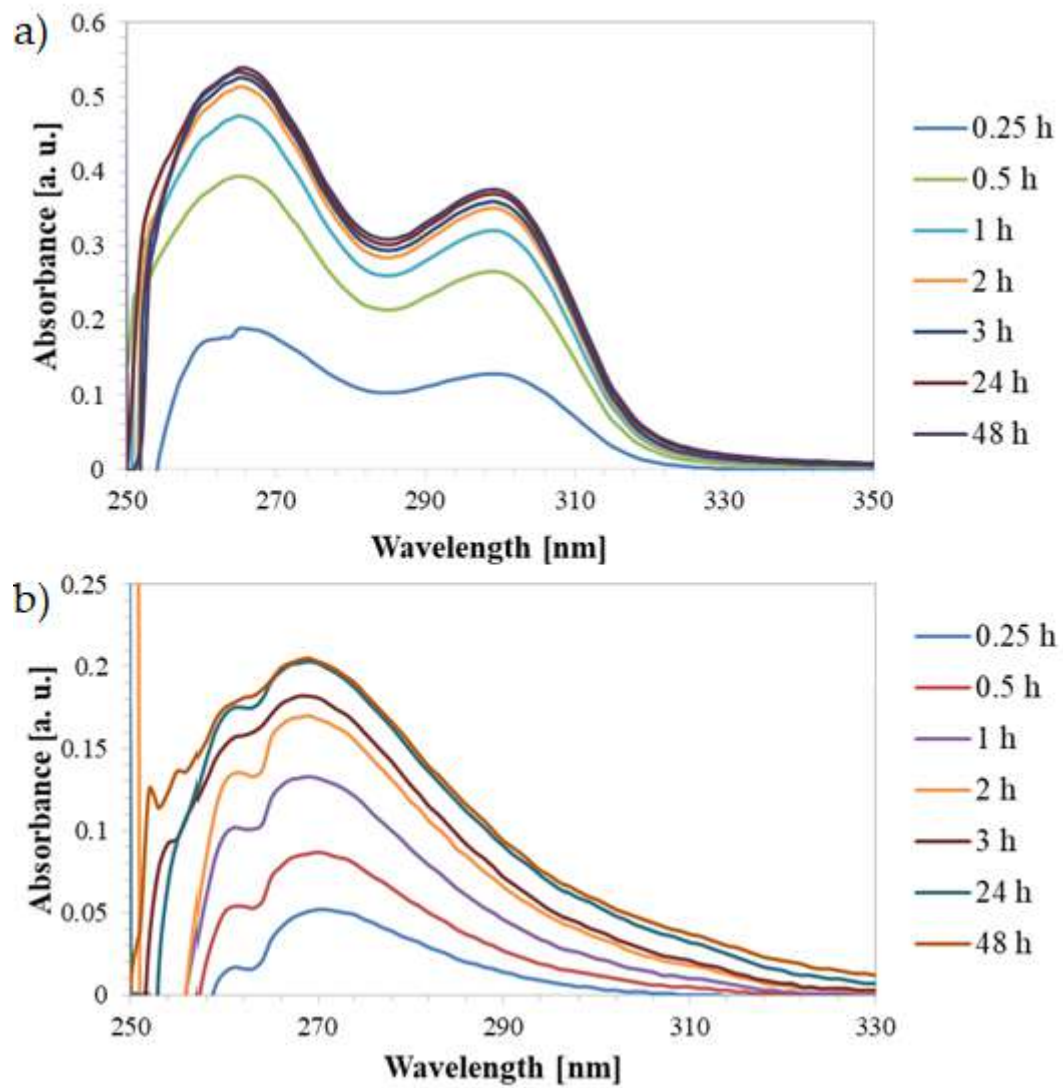 a)
0.6
0.5
0.4
0.3
0.2
0.1
0
Absorbance [a. u.]
250 270 290 310 330 350
Wavelength [nm]
0.25 h
0.5 h
1 h
2 h
3 h
24 h
48 h
b)
0.25
0.2
0.15
0.1
0.05
0
Absorbance [a. u.]
250 270 290 310 330
Wavelength [nm]
0.25 h
0.5 h
1 h
2 h
3 h
24 h
48 h